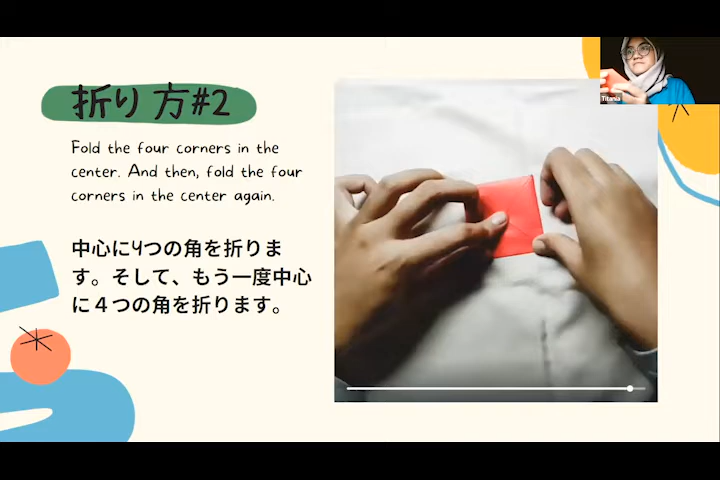 折り方#2
Fold the four corners in the
center. And then, fold the four
corners in the center again.
中心に4つの角を折りま
す。そして、もう一度中心
に４つの角を折ります。
Titania